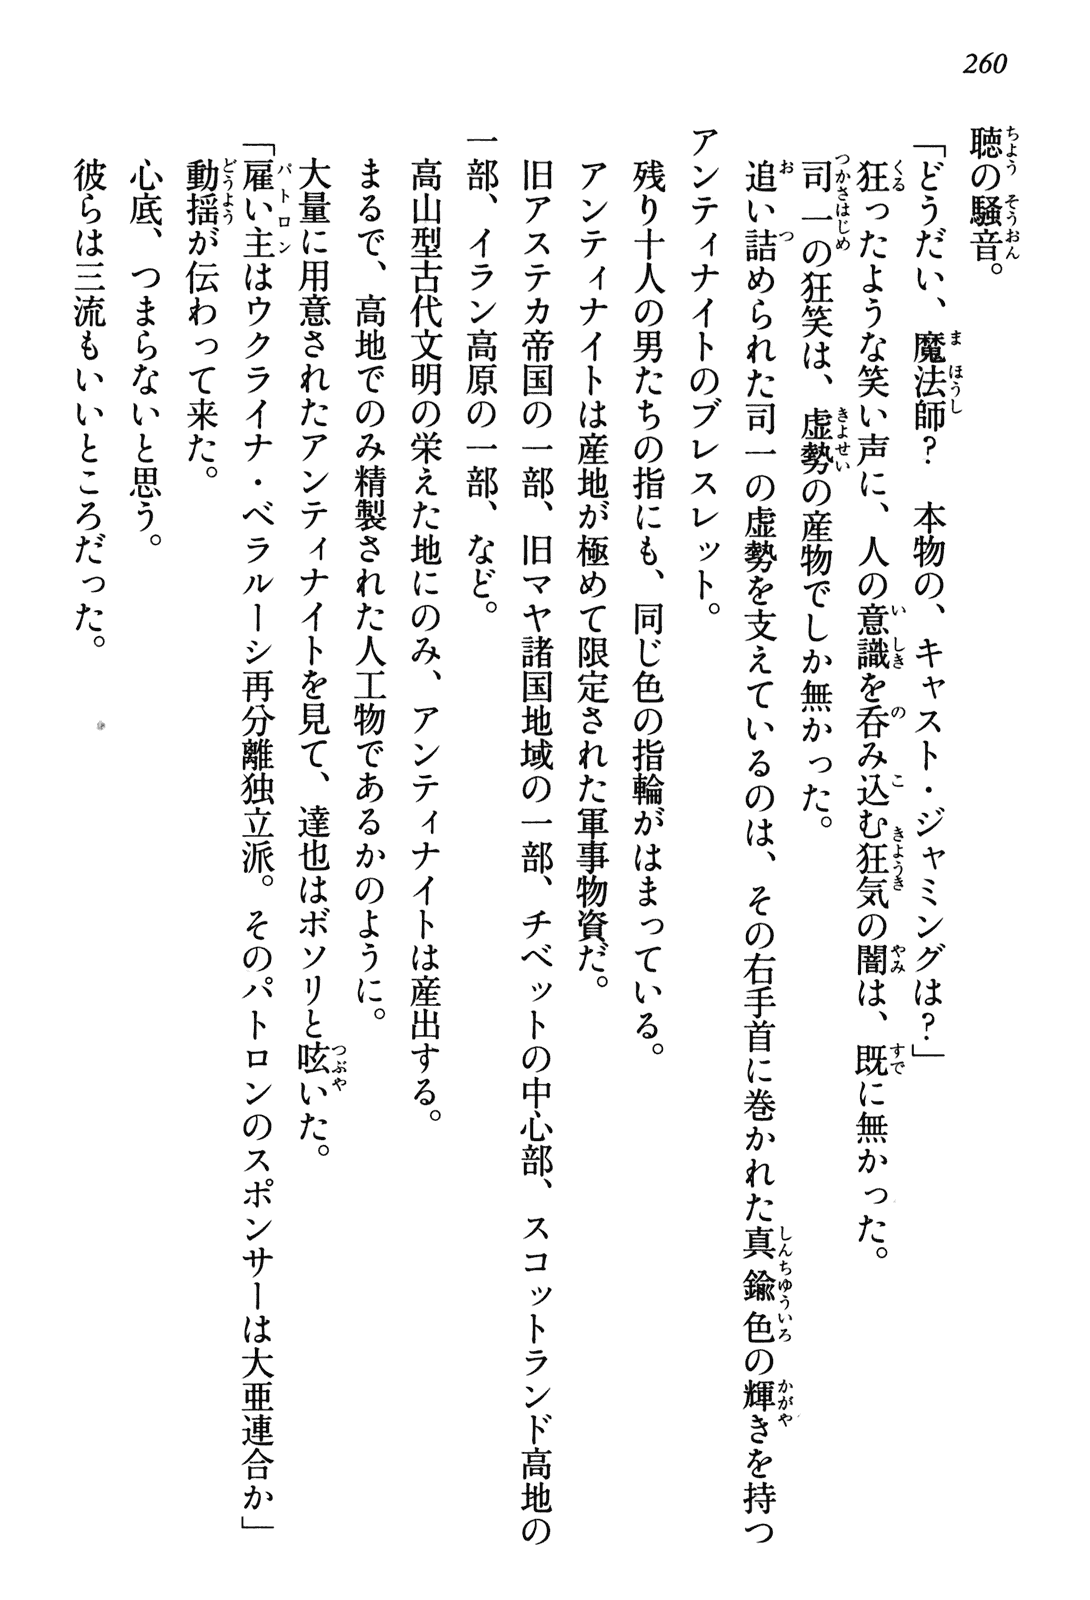 260
聴の騒音。
「どうだい、魔法師？　本物の、キャスト・ジャミングは？」
狂ったような笑い声に、人の意識を呑み込む狂気の闇は、既に無かった。
司一の狂笑は、虚勢の産物でしか無かった。
追い詰められた司一の虚勢を支えているのは、その右手首に巻かれた真鍮色の輝きを持つ
アンティナイトのブレスレット。
残り十人の男たちの指にも、同じ色の指輪がはまっている。
アンティナイトは産地が極めて限定された軍事物資だ。
旧アステカ帝国の一部、旧マヤ諸国地域の一部、チベットの中心部、スコットランド高地の
一部、イラン高原の一部、など。
高山型古代文明の栄えた地にのみ、アンティナイトは産出する。
まるで、高地でのみ精製された人工物であるかのように。
大量に用意されたアンティナイトを見て、達也はボソリと呟いた。
「雇い主はウクライナ・ベラルーシ再分離独立派。そのパトロンのスポンサーは大亜連合か」
動揺が伝わって来た。
心底、つまらないと思う。
彼らは三流もいいところだった。